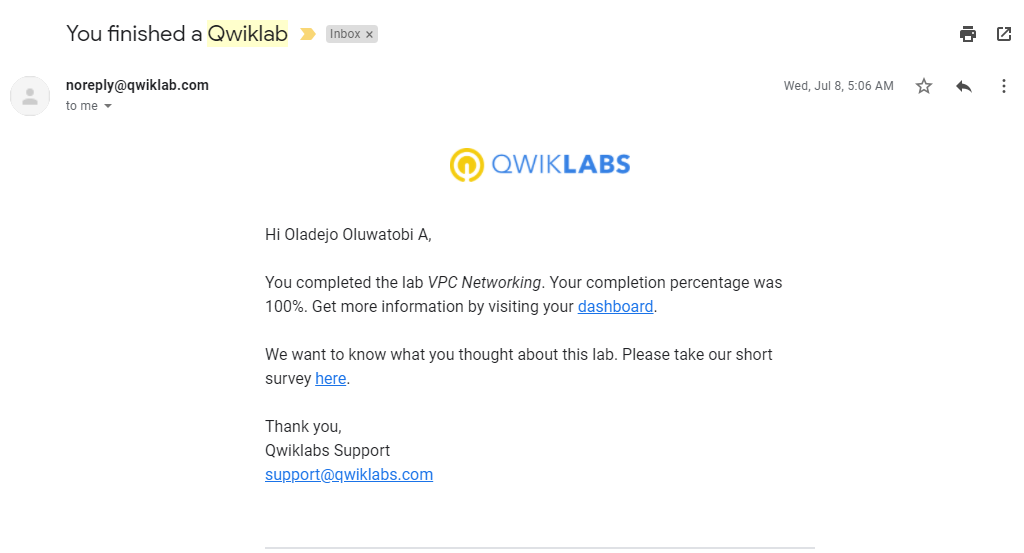 You finished a Qwiklab Inbox ×
noreply@qwiklab.com Wed, Jul 8, 5:06 AM
to me
QWIKLABS
Hi Oladejo Oluwatobi A,
You completed the lab VPC Networking. Your completion percentage was
100%. Get more information by visiting your dashboard.
We want to know what you thought about this lab. Please take our short
survey here.
Thank you,
Qwiklabs Support
support@qwiklabs.com